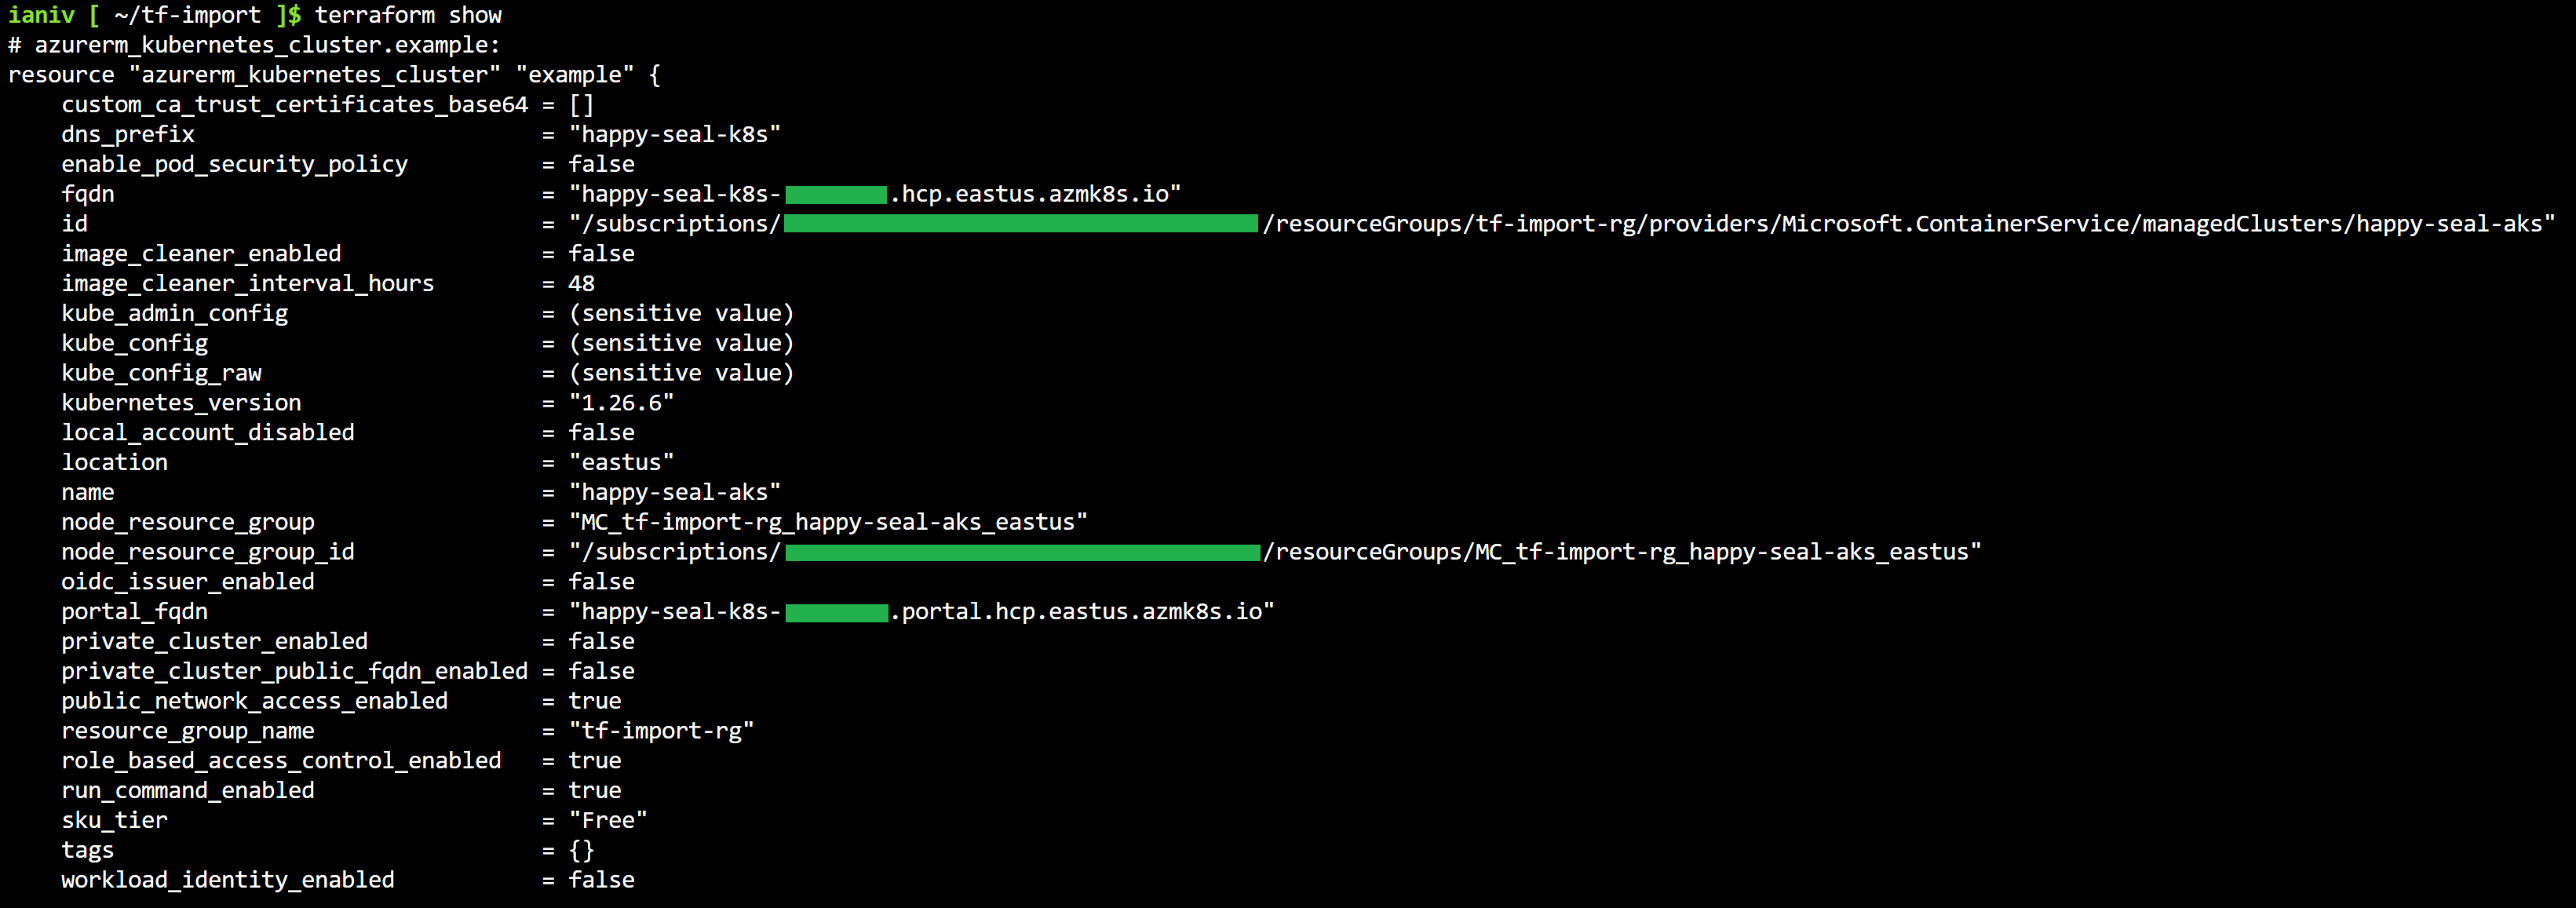 ianiv [ ~/tf-import ]$ terraform show
# azurerm_kubernetes_cluster.example:
resource "azurerm_kubernetes_cluster" "example" {
    custom_ca_trust_certificates_base64 = []
    dns_prefix                          = "happy-seal-k8s"
    enable_pod_security_policy          = false
    fqdn                                = "happy-seal-k8s-.hcp.eastus.azmk8s.io"
    id                                  = "/subscriptions//resourceGroups/tf-import-rg/providers/Microsoft.ContainerService/managedClusters/happy-seal-aks"
    image_cleaner_enabled               = false
    image_cleaner_interval_hours        = 48
    kube_admin_config                   = (sensitive value)
    kube_config                         = (sensitive value)
    kube_config_raw                     = (sensitive value)
    kubernetes_version                  = "1.26.6"
    local_account_disabled              = false
    location                            = "eastus"
    name                                = "happy-seal-aks"
    node_resource_group                 = "MC_tf-import-rg_happy-seal-aks_eastus"
    node_resource_group_id              = "/subscriptions//resourceGroups/MC_tf-import-rg_happy-seal-aks_eastus"
    oidc_issuer_enabled                 = false
    portal_fqdn                         = "happy-seal-k8s-.portal.hcp.eastus.azmk8s.io"
    private_cluster_enabled             = false
    private_cluster_public_fqdn_enabled = false
    public_network_access_enabled       = true
    resource_group_name                 = "tf-import-rg"
    role_based_access_control_enabled   = true
    run_command_enabled                 = true
    sku_tier                            = "Free"
    tags                                = {}
    workload_identity_enabled           = false